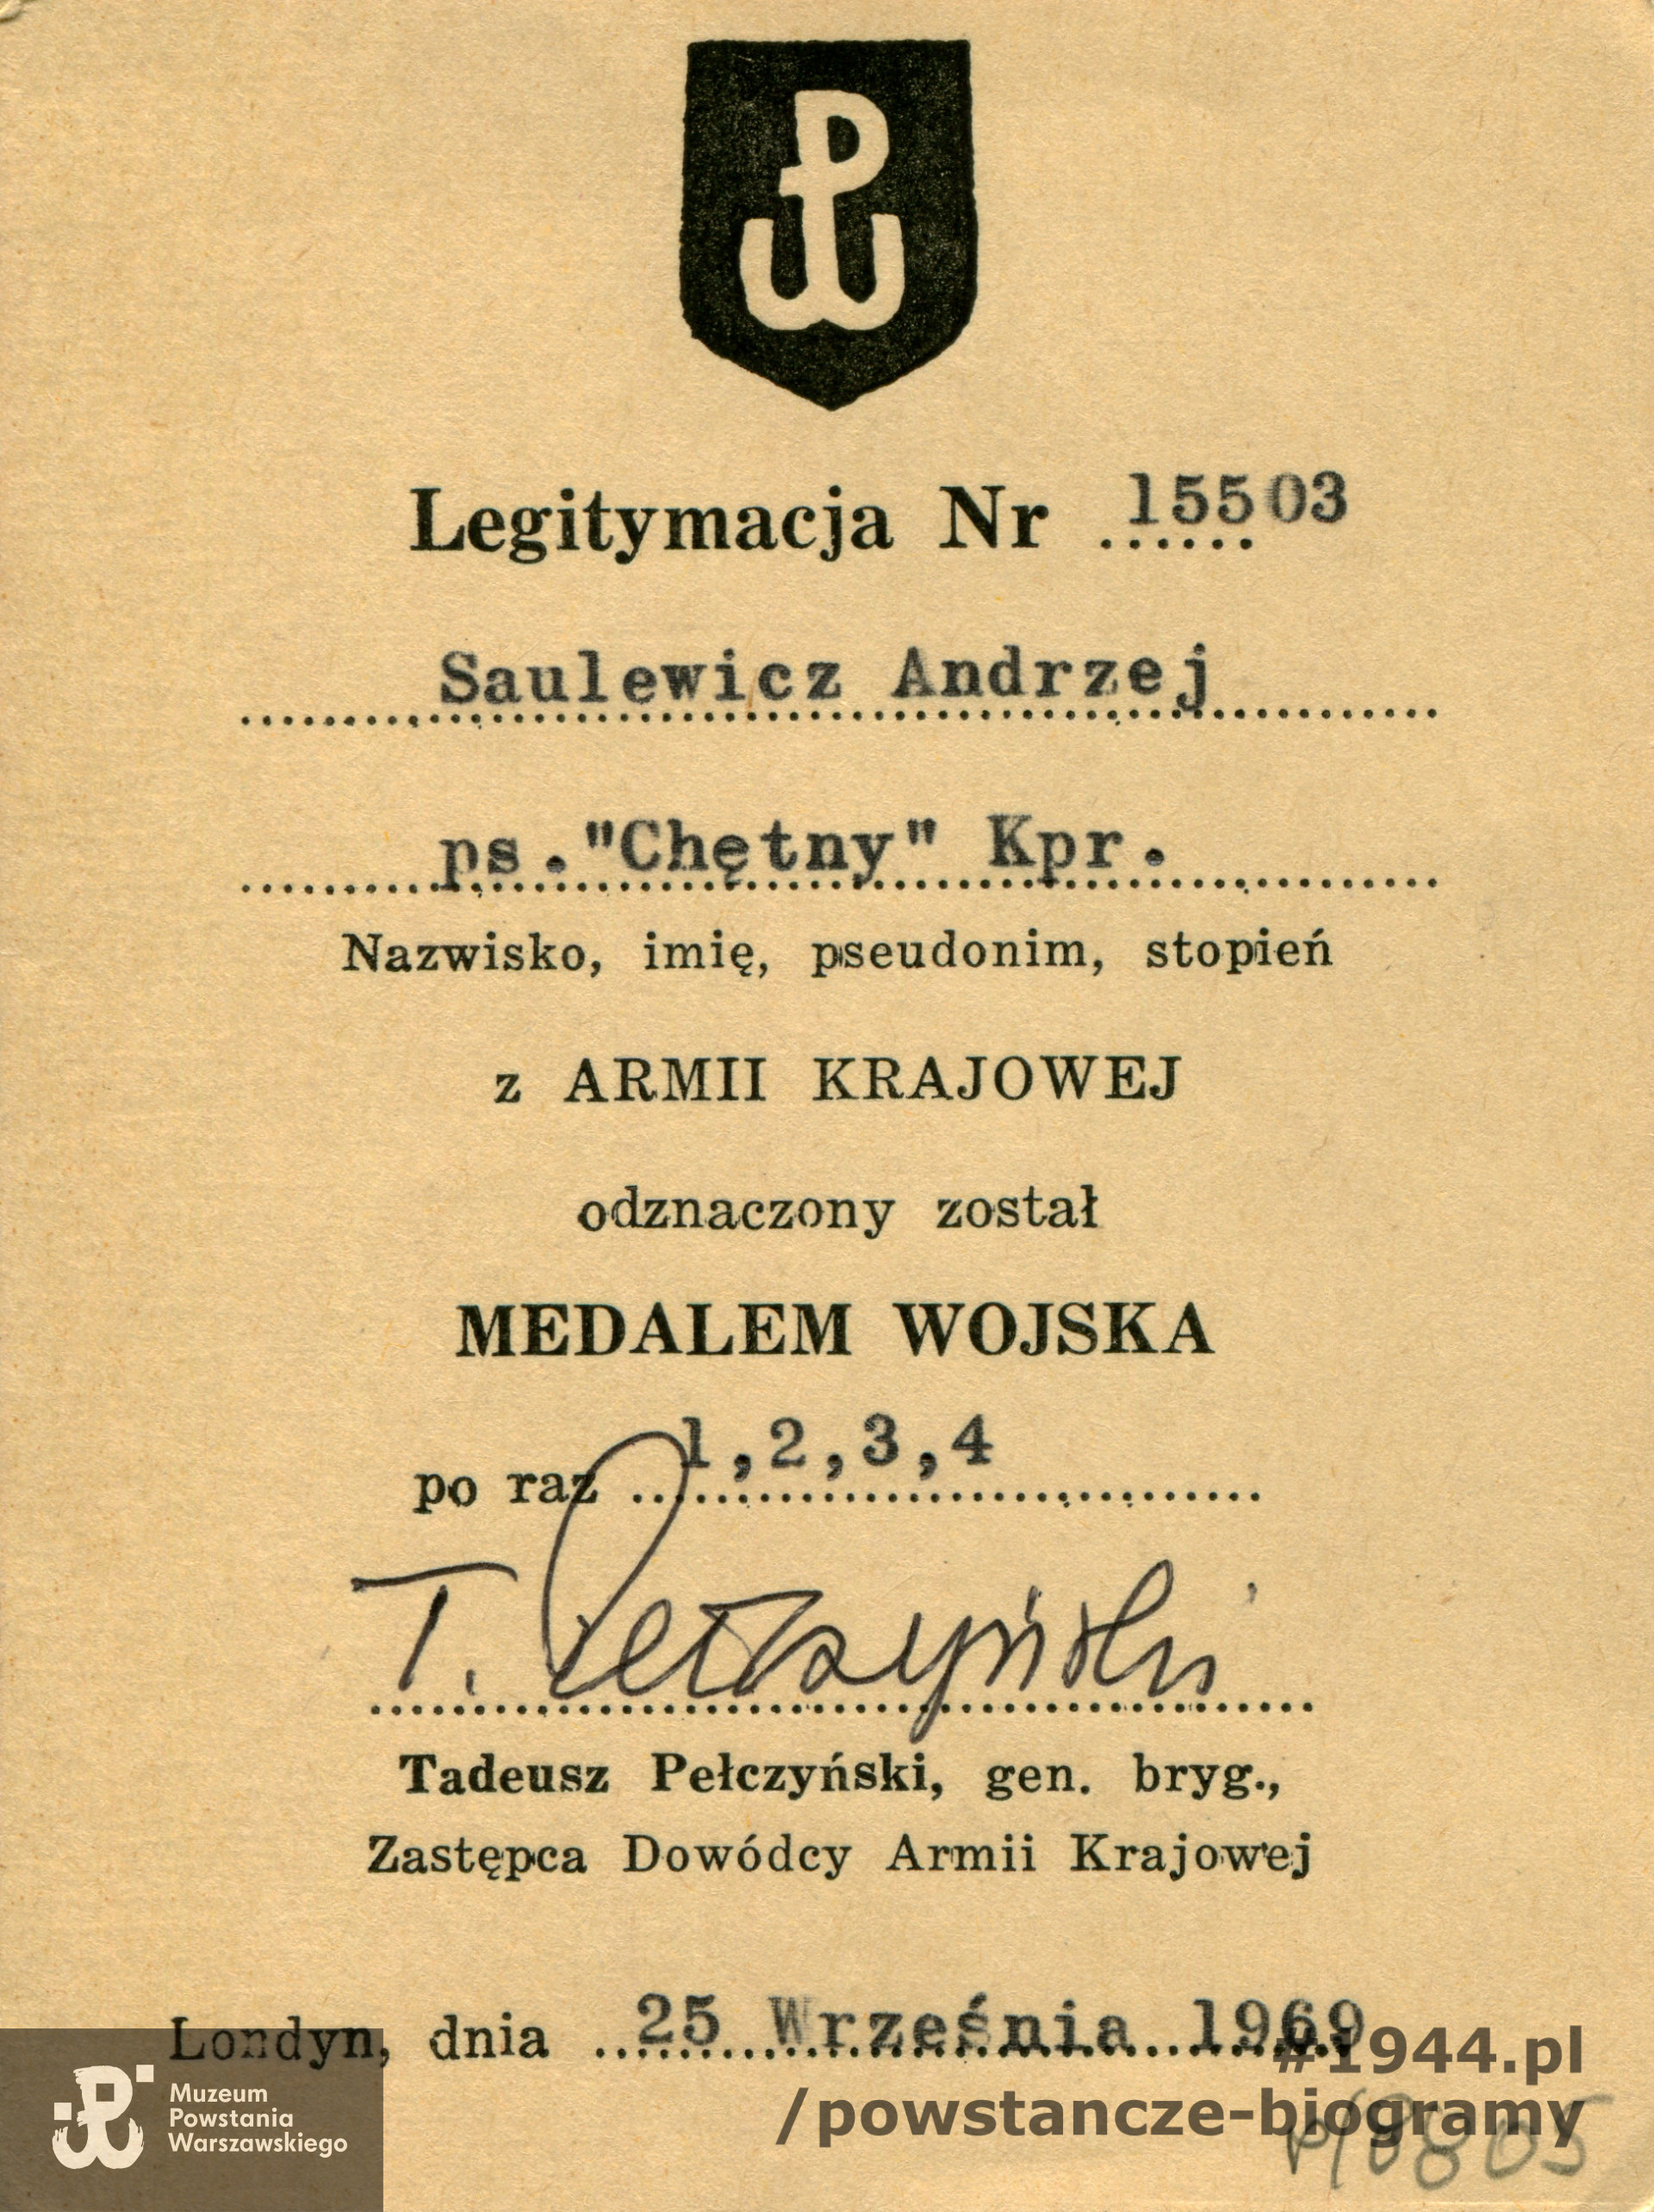 PW
Legitymacja Nr 15503
Saulewicz Andrzej
ps."Chętny" Kpr.
Nazwisko, imię, pseudonim, stopień
z ARMII KRAJOWEJ
odznaczony został
MEDALEM WOJSKA
po raz 1,2,3,4
T. Pełczyński
Tadeusz Pełczyński, gen. bryg.,
Zastępca Dowódcy Armii Krajowej
Londyn, dnia 25 Września 1969
#1944.pl
/powstancze-biogramy
Muzeum
Powstania
Warszawskiego